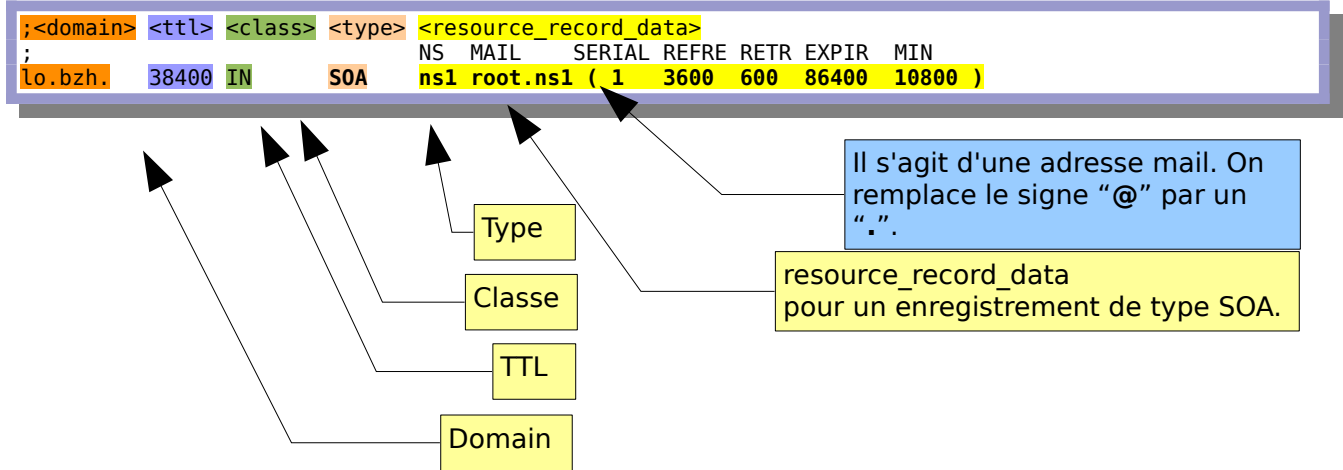 ;<domain> <ttl> <class> <type> <resource_record_data>
; NS MAIL SERIAL REFRE RETR EXPIR MIN
lo.bzh. 38400 IN SOA ns1 root.ns1 ( 1 3600 600 86400 10800 )
Il s'agit d'une adresse mail. On
remplace le signe “@” par un
“.”.
Type
resource_record_data
pour un enregistrement de type SOA.
Classe
TTL
Domain